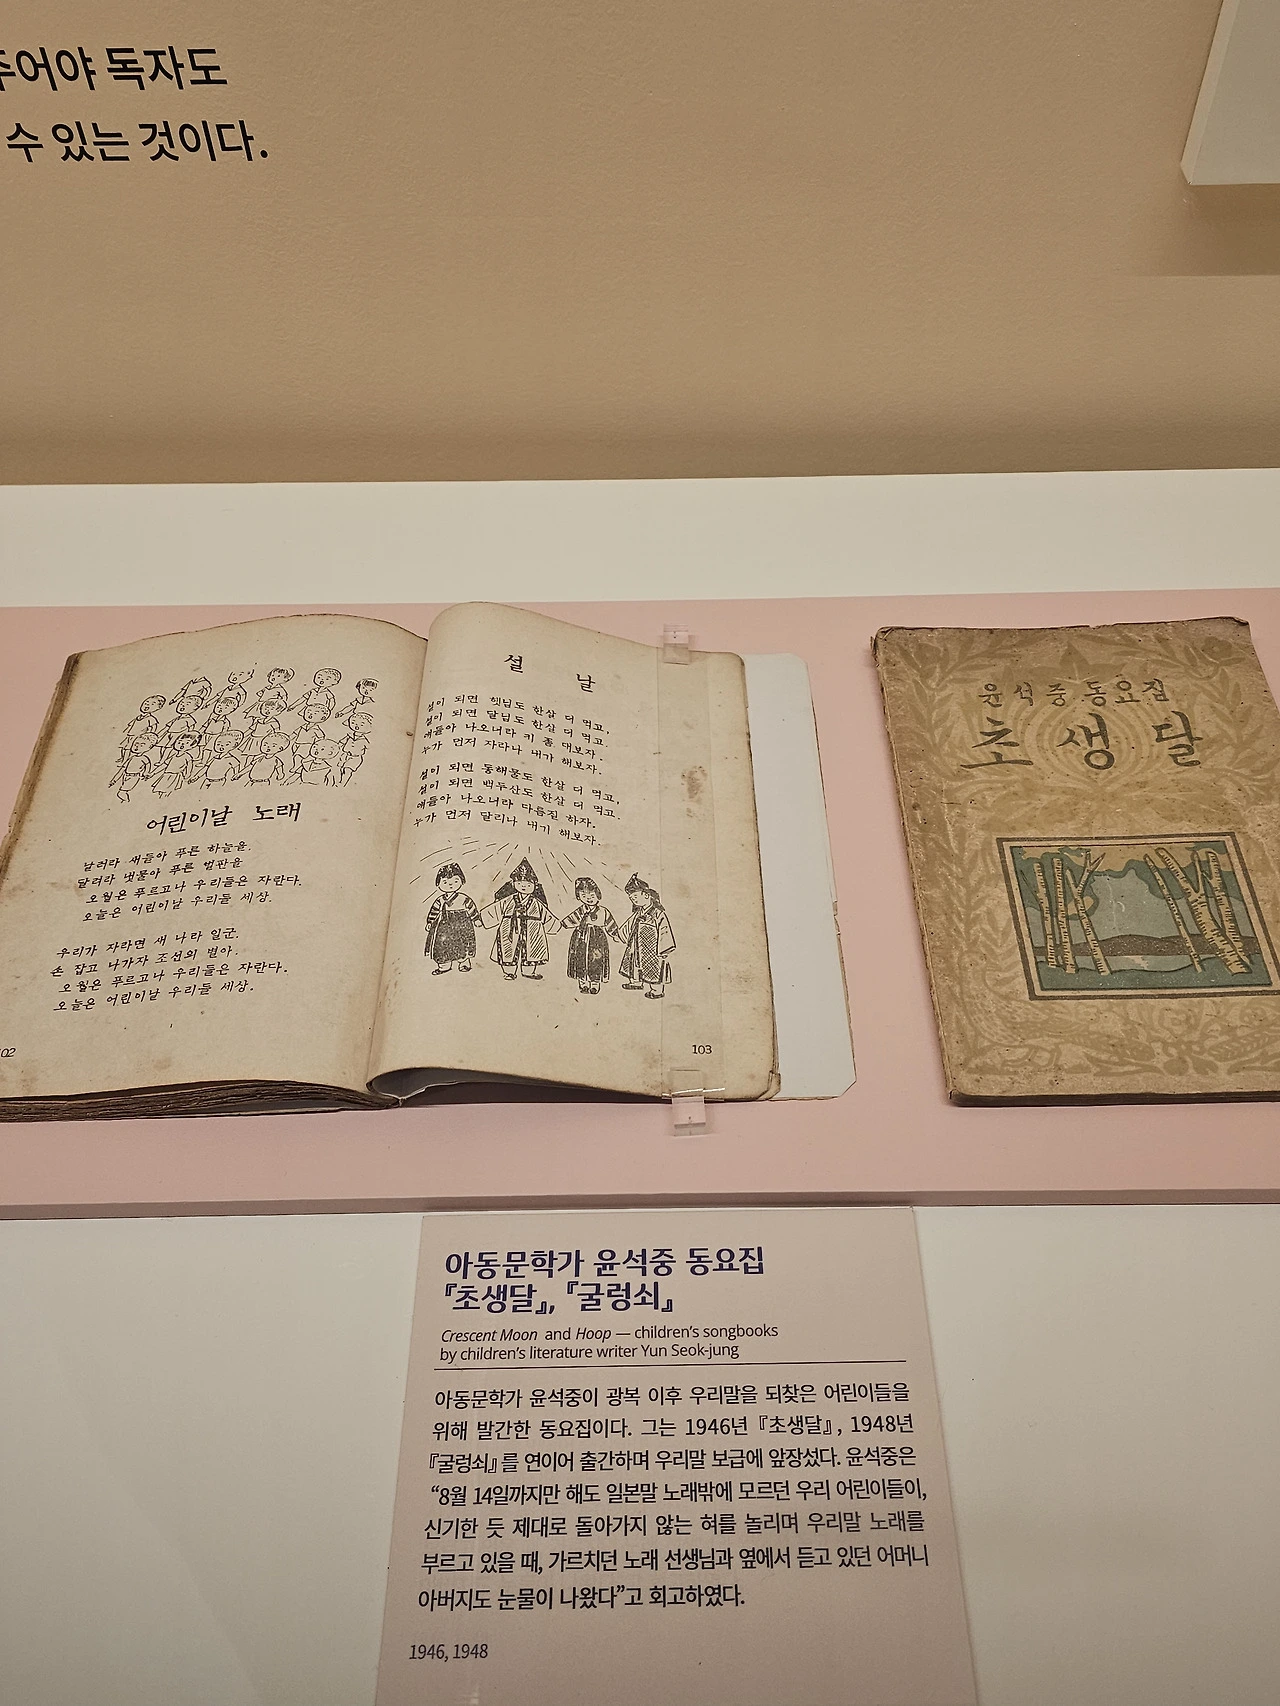 주어야 독자도
수 있는 것이다.
어린이날 노래
날러라 새들아 푸른 하늘을.
달려라 냇물아 푸른 벌판을
오월은 푸르고나 우리들은 자란다.
오늘은 어린이날 우리들 세상.
우리가 자라면 새 나라 일군.
손 잡고 나가자 조선의 벌아.
오월은 푸르고나 우리들은 자란다.
오늘은 어린이날 우리들 세상.
설 날
설이 되면 햇님도 한살 더 먹고,
설이 되면 달님도 한살 더 먹고.
얘들아 나오너라 키 좀 대보자.
누가 먼저 자라나 내기 해보자.
설이 되면 동해물도 한살 더 먹고,
설이 되면 백두산도 한살 더 먹고.
얘들아 나오너라 다름질 하자.
누가 먼저 달리나 내기 해보자.
103
윤석중동요집
초생달
아동문학가 윤석중 동요집
『초생달』, 『굴렁쇠』
Crescent Moon and Hoop — children's songbooks
by children's literature writer Yun Seok-jung
아동문학가 윤석중이 광복 이후 우리말을 되찾은 어린이들을
위해 발간한 동요집이다. 그는 1946년 『초생달』, 1948년
『굴렁쇠』를 연이어 출간하며 우리말 보급에 앞장섰다. 윤석중은
“8월 14일까지만 해도 일본말 노래밖에 모르던 우리 어린이들이,
신기한 듯 제대로 돌아가지 않는 혀를 놀리며 우리말 노래를
부르고 있을 때, 가르치던 노래 선생님과 옆에서 듣고 있던 어머니
아버지도 눈물이 나왔다”고 회고하였다.
1946, 1948